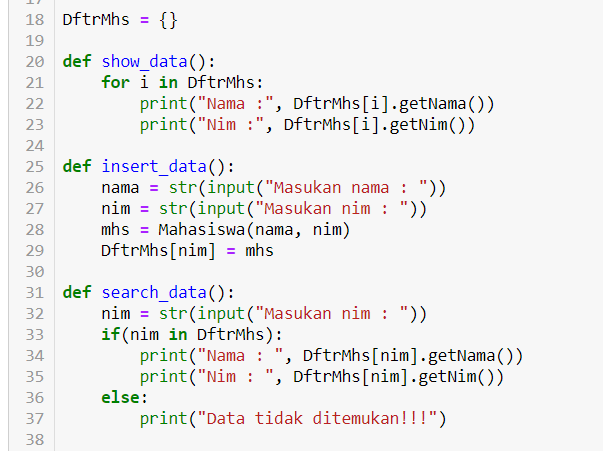 18 DftrMhs = {}
19
20 def show_data():
21     for i in DftrMhs:
22         print("Nama :", DftrMhs[i].getNama())
23         print("Nim :", DftrMhs[i].getNim())
24
25 def insert_data():
26     nama = str(input("Masukan nama : "))
27     nim = str(input("Masukan nim : "))
28     mhs = Mahasiswa(nama, nim)
29     DftrMhs[nim] = mhs
30
31 def search_data():
32     nim = str(input("Masukan nim : "))
33     if(nim in DftrMhs):
34         print("Nama : ", DftrMhs[nim].getNama())
35         print("Nim : ", DftrMhs[nim].getNim())
36     else:
37         print("Data tidak ditemukan!!!")
38